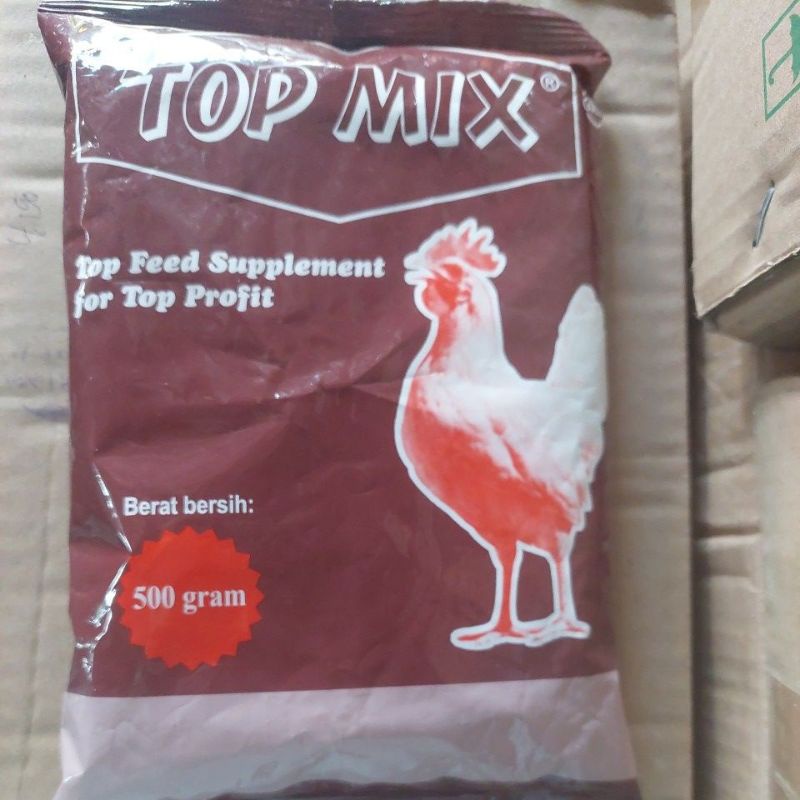 TOP MIX®
Top Feed Supplement
for Top Profit
Berat bersih:
500 gram